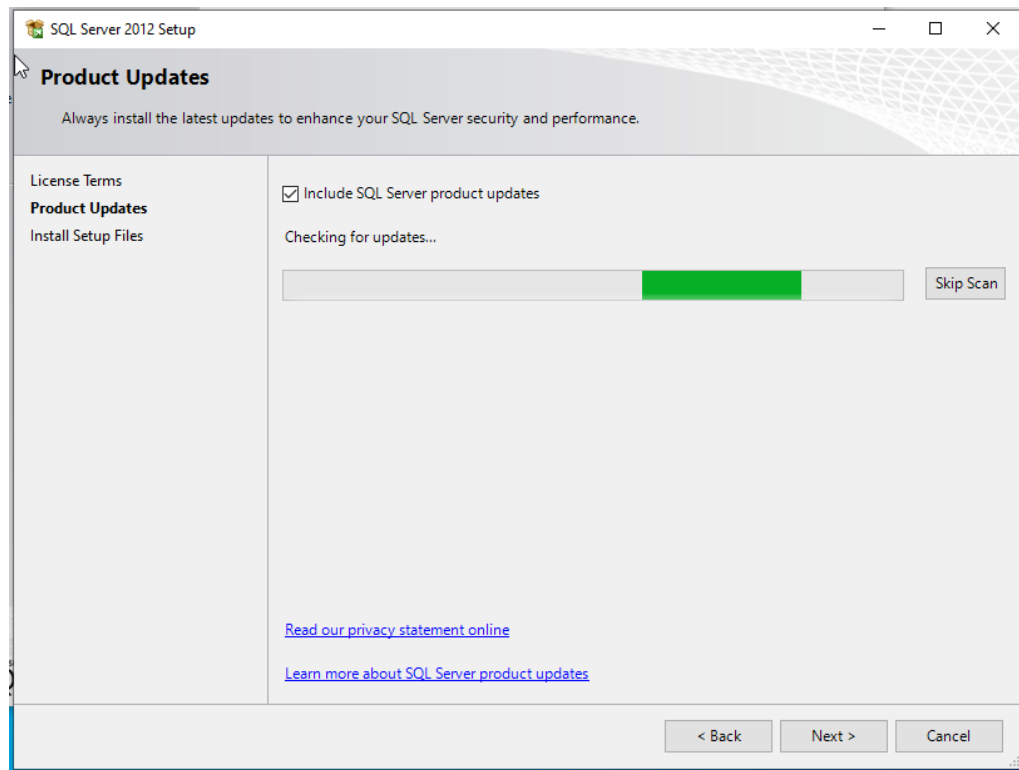 SQL Server 2012 Setup
Product Updates
Always install the latest updates to enhance your SQL Server security and performance.
License Terms
Product Updates
Install Setup Files
Include SQL Server product updates
Checking for updates...
Skip Scan
Read our privacy statement online
Learn more about SQL Server product updates
< Back
Next >
Cancel